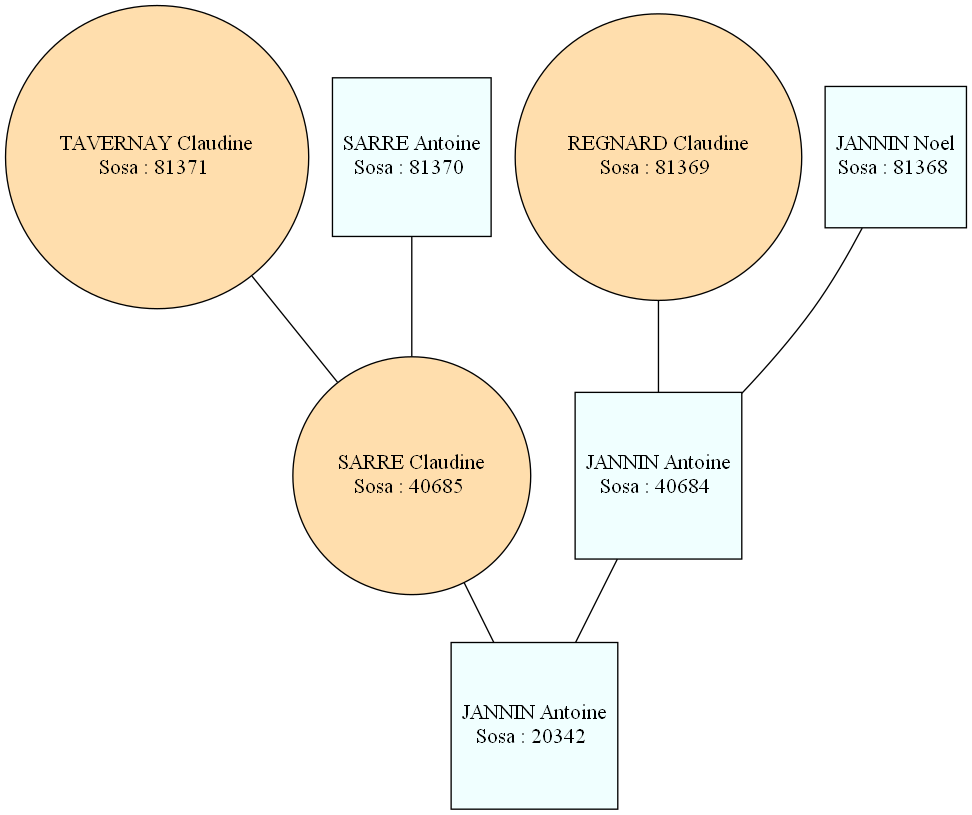 TAVERNAY Claudine
Sosa : 81371
SARRE Antoine
Sosa : 81370
REGNARD Claudine
Sosa : 81369
JANNIN Noel
Sosa : 81368
SARRE Claudine
Sosa : 40685
JANNIN Antoine
Sosa : 40684
JANNIN Antoine
Sosa : 20342